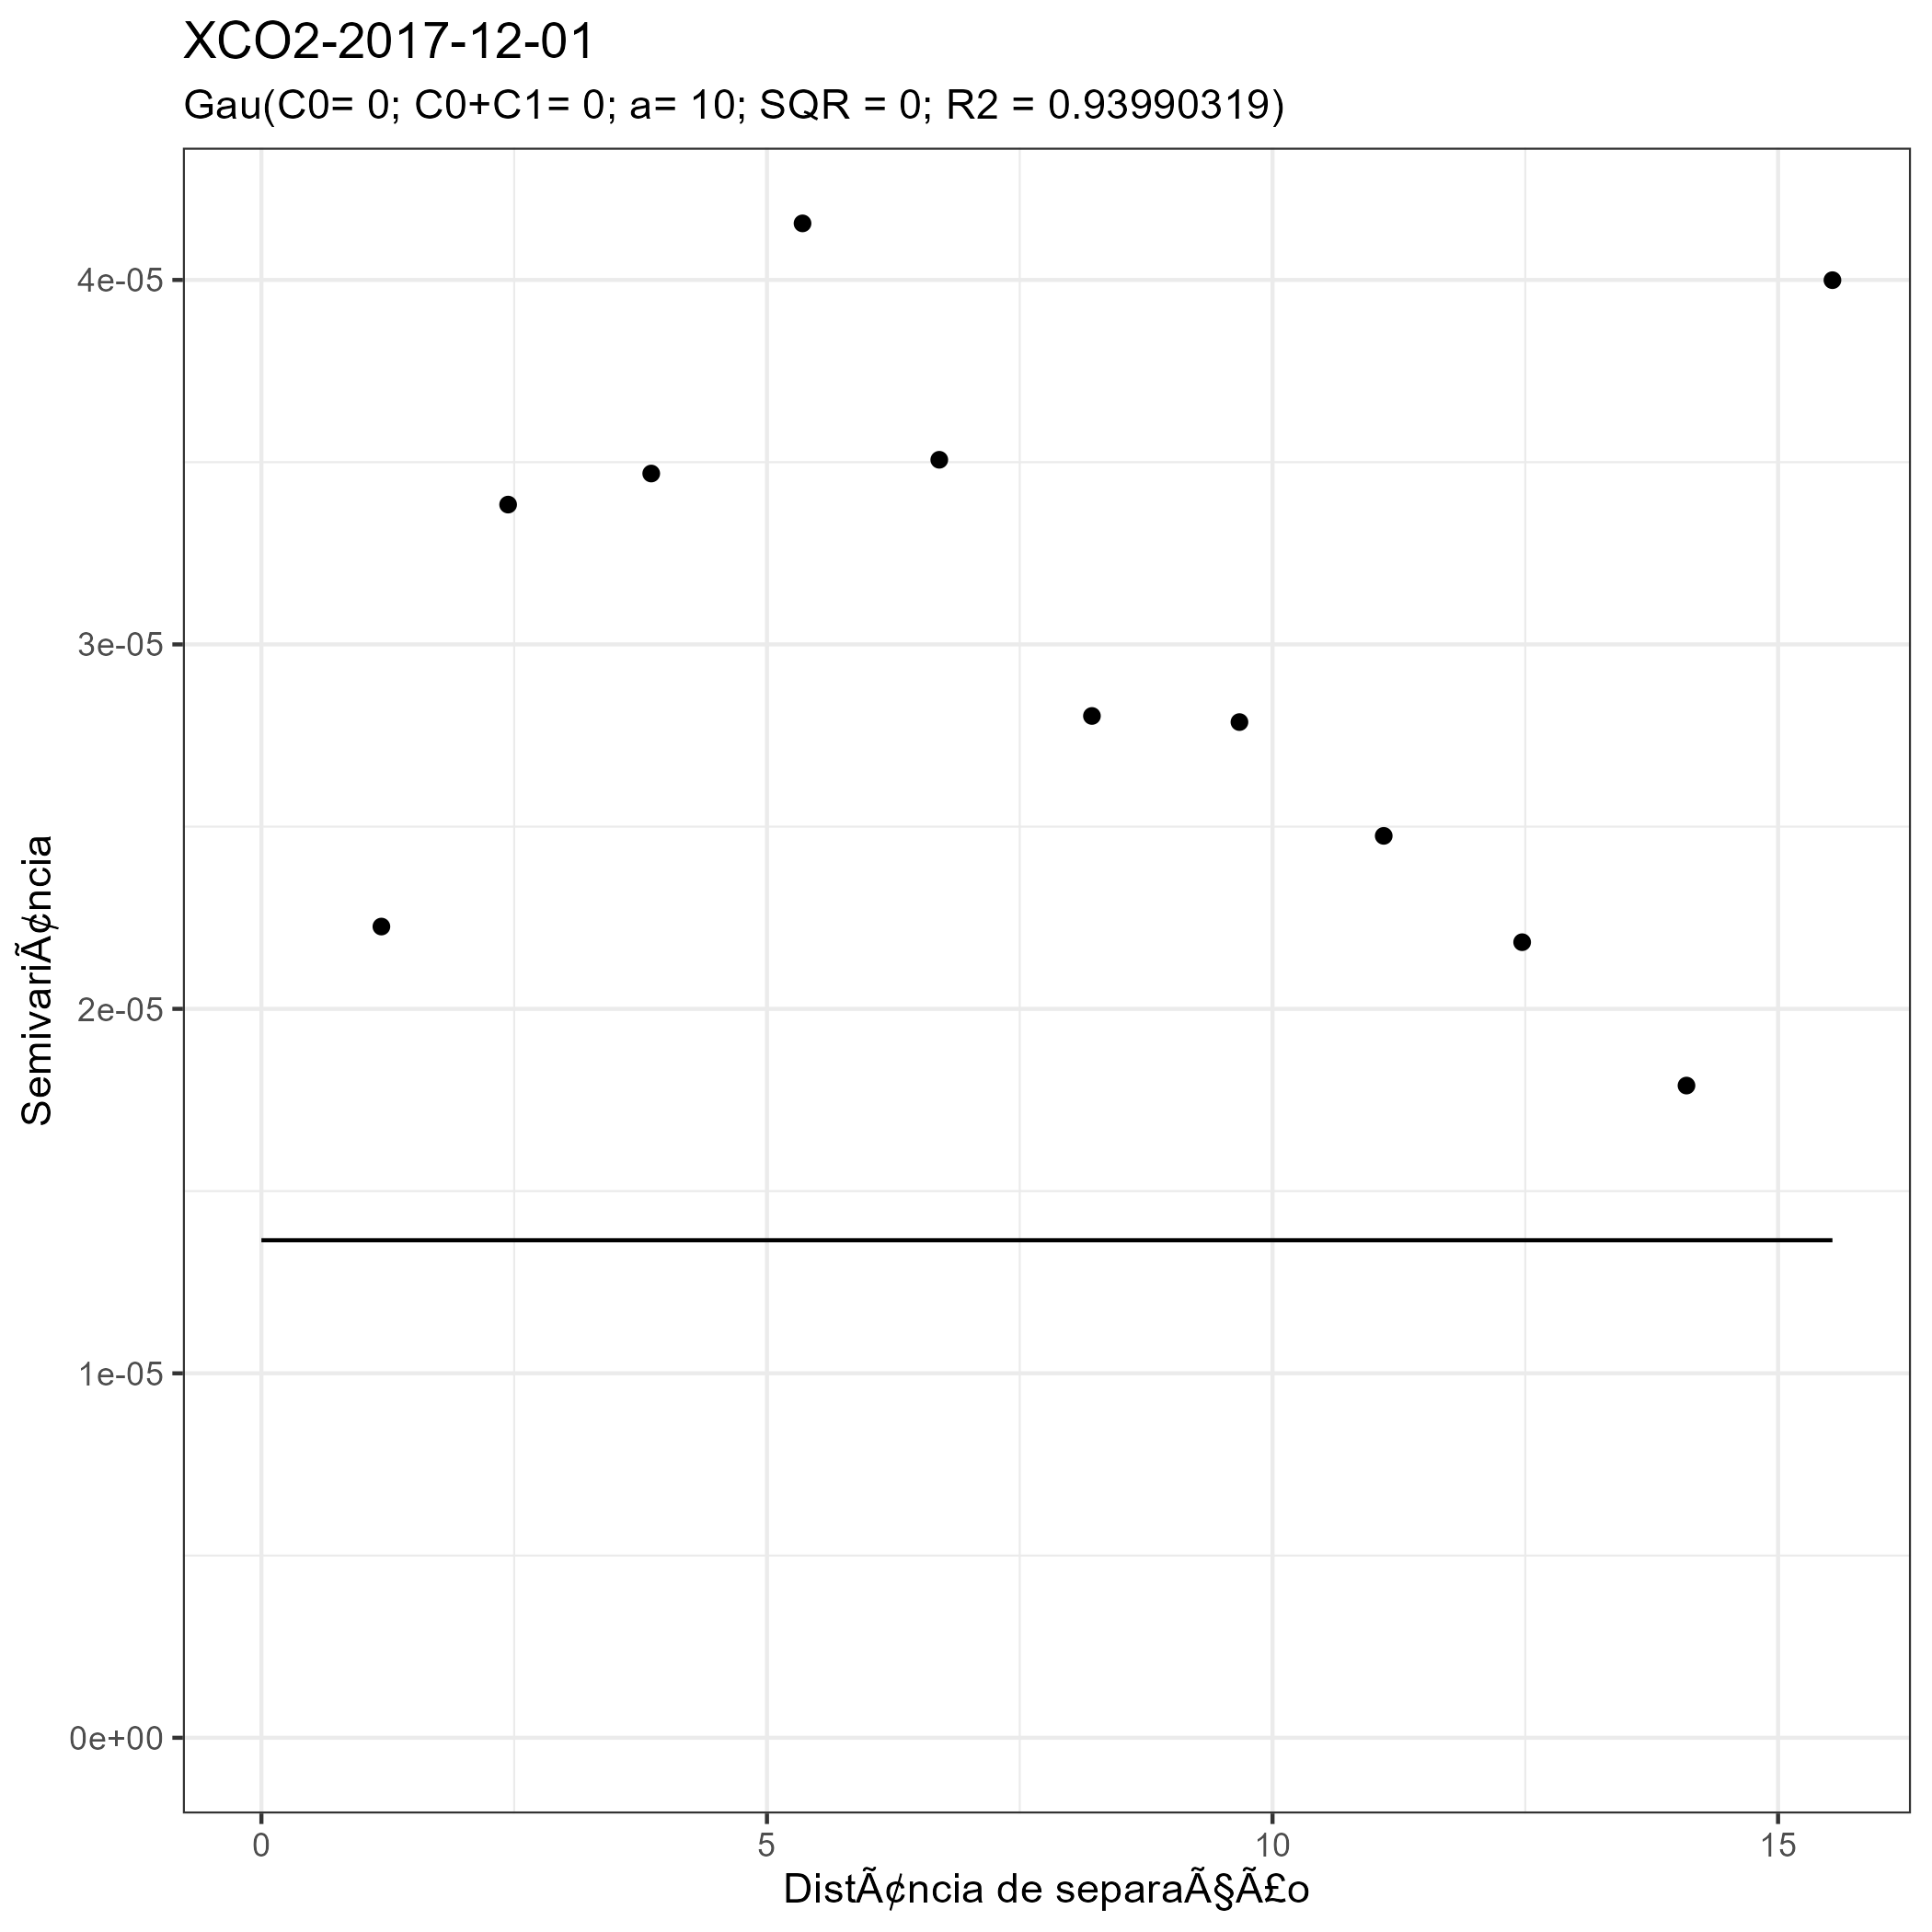 XCO2-2017-12-01
Gau(C0= 0; C0+C1= 0; a= 10; SQR = 0; R2 = 0.93990319)
SemivariÃ¢ncia
4e-05
3e-05
2e-05
1e-05
0e+00
0
5
10
15
DistÃ¢ncia de separaÃ§Ã£o